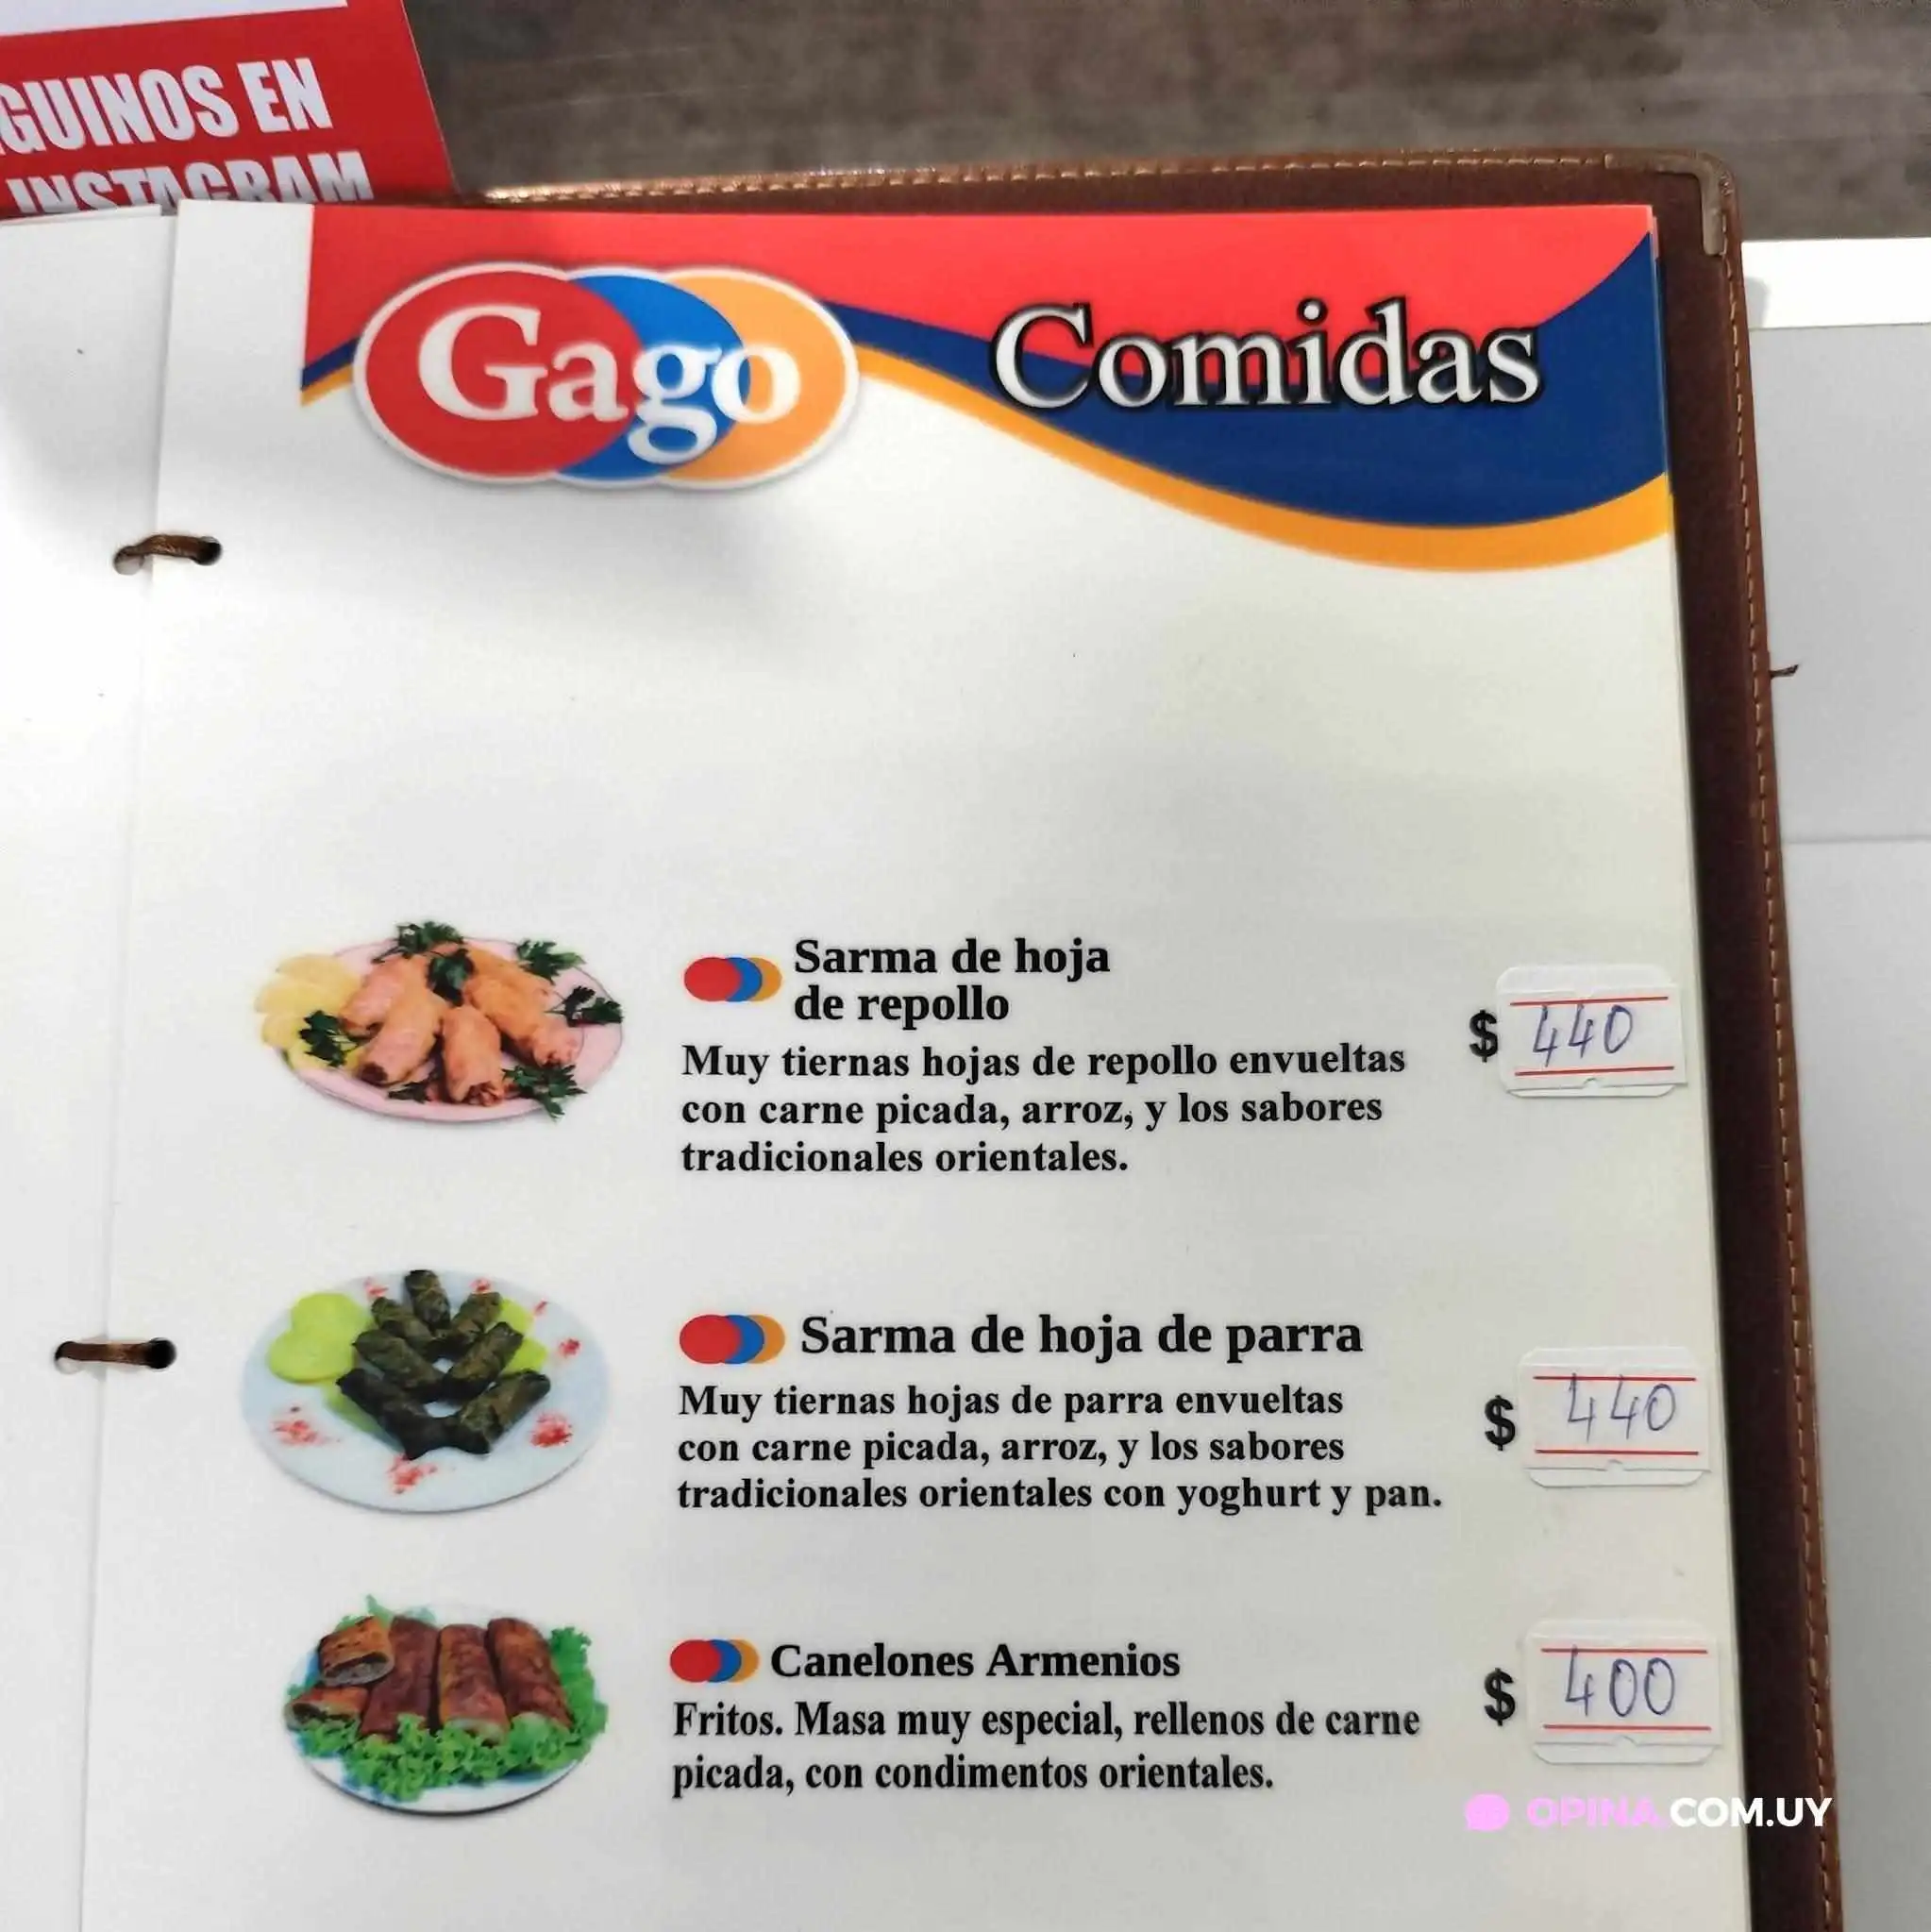 GUINOS EN
INSTAGRAM
Gago
Comidas
Sarma de hoja
de repollo
Muy tiernas hojas de repollo envueltas
con carne picada, arroz, y los sabores
tradicionales orientales.
$ 440
Sarma de hoja de parra
Muy tiernas hojas de parra envueltas
con carne picada, arroz, y los sabores
tradicionales orientales con yoghurt y pan.
$ 440
Canelones Armenios
Fritos. Masa muy especial, rellenos de carne
picada, con condimentos orientales.
$ 400
OPINA.COM.UY